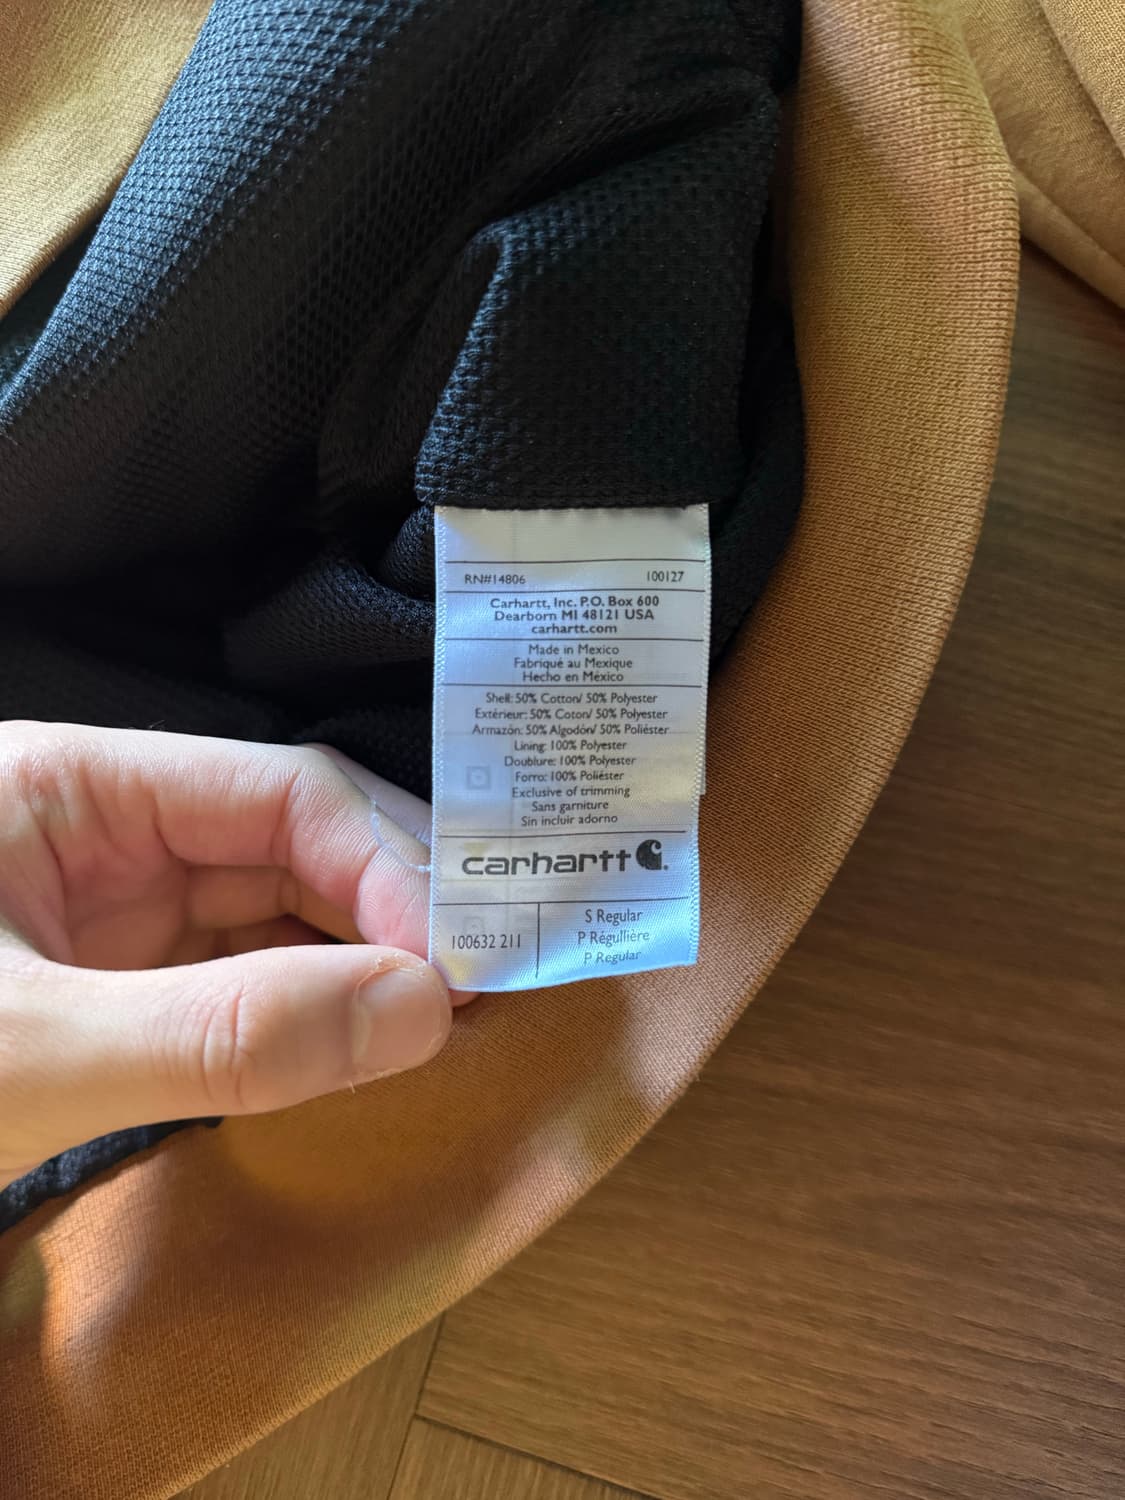 RN#14806 100127
Carhartt, Inc. P.O. Box 600
Dearborn MI 48121 USA
carhartt.com
Made in Mexico
Fabriqué au Mexique
Hecho en México
Shell: 50% Cotton/ 50% Polyester
Extérieur: 50% Coton/ 50% Polyester
Armazón: 50% Algodón/ 50% Poliéster
Lining: 100% Polyester
Doublure: 100% Polyester
Forro: 100% Poliéster
Exclusive of trimming
Sans garniture
Sin incluir adorno
carhartt
100632 211
S Regular
P Régullière
P Regular